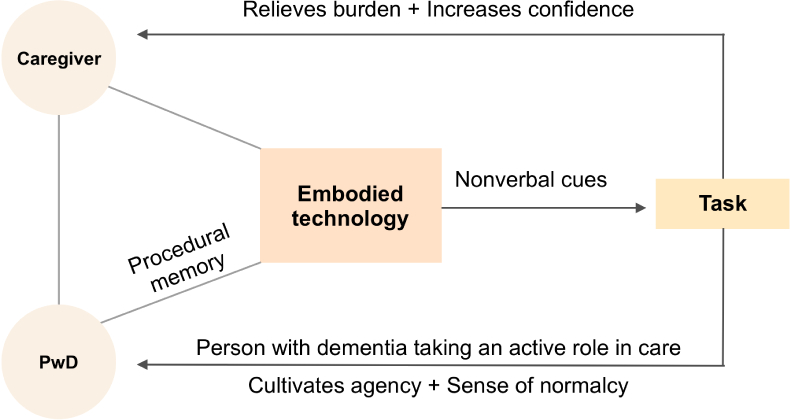 Relieves burden + Increases confidence
Caregiver
Embodied
technology
Nonverbal cues
Task
Procedural
memory
PwD
Person with dementia taking an active role in care
Cultivates agency + Sense of normalcy